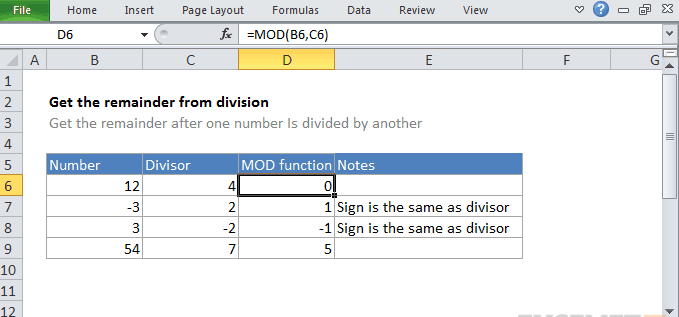 File Home Insert Page Layout Formulas Data Review View
D6 fx =MOD(B6,C6)
A B C D E F G
1
2 Get the remainder from division
3 Get the remainder after one number Is divided by another
4
5 Number Divisor MOD function Notes
6 12 4 0
7 -3 2 1 Sign is the same as divisor
8 3 -2 -1 Sign is the same as divisor
9 54 7 5
10
11
12